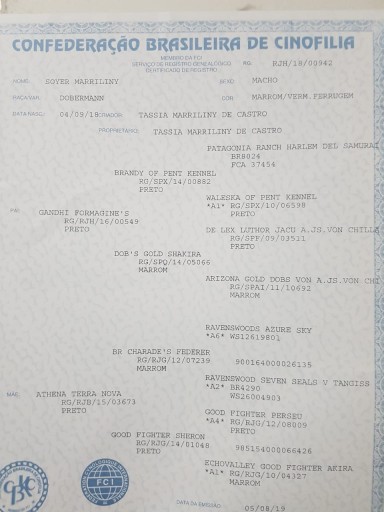 CONFEDERAÇÃO BRASILEIRA DE CINOFILIA
MEMBRO DA FCI
SERVIÇO DE REGISTRO GENEALÓGICO
CERTIFICADO DE REGISTRO
RG: RJH/18/00942
NOME: SOYER MARRILINY
SEXO: MACHO
RAÇA/VAR: DOBERMANN
COR: MARROM/VERM.FERRUGEM
DATA NASC: 04/09/18 CRIADOR: TASSIA MARRILINY DE CASTRO
PROPRIETÁRIO: TASSIA MARRILINY DE CASTRO
PATAGONIA RANCH HARLEM DEL SAMURAI
BR8024
FCA 37454
BRANDY OF PENT KENNEL
RG/SPX/14/00882
PRETO
WALESKA OF PENT KENNEL
*A1* RG/SPX/10/06598
PRETO
PAI: GANDHI FORMAGINE'S
RG/RJH/16/00549
PRETO
DE LEX LUTHOR JACU A.JS.VON CHILLA
RG/SPF/09/03511
PRETO
DOB'S GOLD SHAKIRA
RG/SPQ/14/05066
MARROM
ARIZONA GOLD DOBS VON A.JS.VON CHI
RG/SPAI/11/10692
MARROM
RAVENSWOODS AZURE SKY
*A6* WS12619801
BR CHARADE'S FEDERER
RG/RJG/12/07239
MARROM
900164000026135
RAVENSWOOD SEVEN SEALS V TANGISS
*A2* BR4290
WS26004903
MÃE: ATHENA TERRA NOVA
RG/RJB/15/03673
PRETO
GOOD FIGHTER PERSEU
*A4* RG/RJG/12/08009
PRETO
GOOD FIGHTER SHERON
RG/RJG/14/01048
PRETO
985154000066426
ECHOVALLEY GOOD FIGHTER AKIRA
*A1* RG/RJG/10/04327
MARROM
CBKC
FCI
DATA DA EMISSÃO: 05/08/19